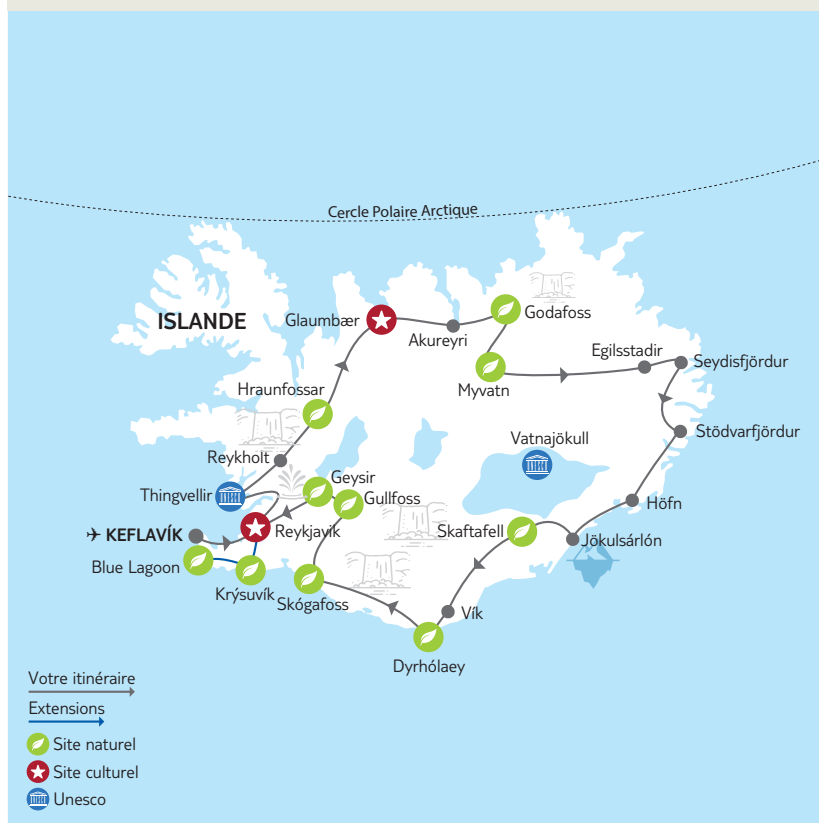 Cercle Polaire Arctique
ISLANDE
Glaumbær
Akureyri
Godafoss
Egilsstadir
Seydisfjördur
Myvatn
Hraunfossar
Stödvarfjördur
Reykholt
Vatnajökull
Thingvellir
Geysir
Gullfoss
Höfn
KEFLAVÍK
Reykjavik
Skaftafell
Jökulsárlón
Blue Lagoon
Krýsuvík
Skógafoss
Vík
Dyrhólaey
Votre itinéraire
Extensions
Site naturel
Site culturel
Unesco